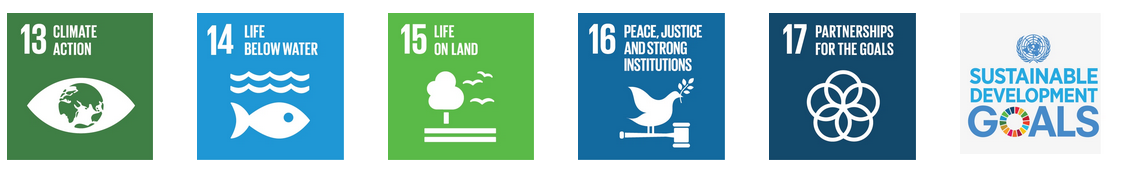 13 CLIMATE
ACTION
14 LIFE
BELOW WATER
15 LIFE
ON LAND
16 PEACE, JUSTICE
AND STRONG
INSTITUTIONS
17 PARTNERSHIPS
FOR THE GOALS
SUSTAINABLE
DEVELOPMENT
GOALS